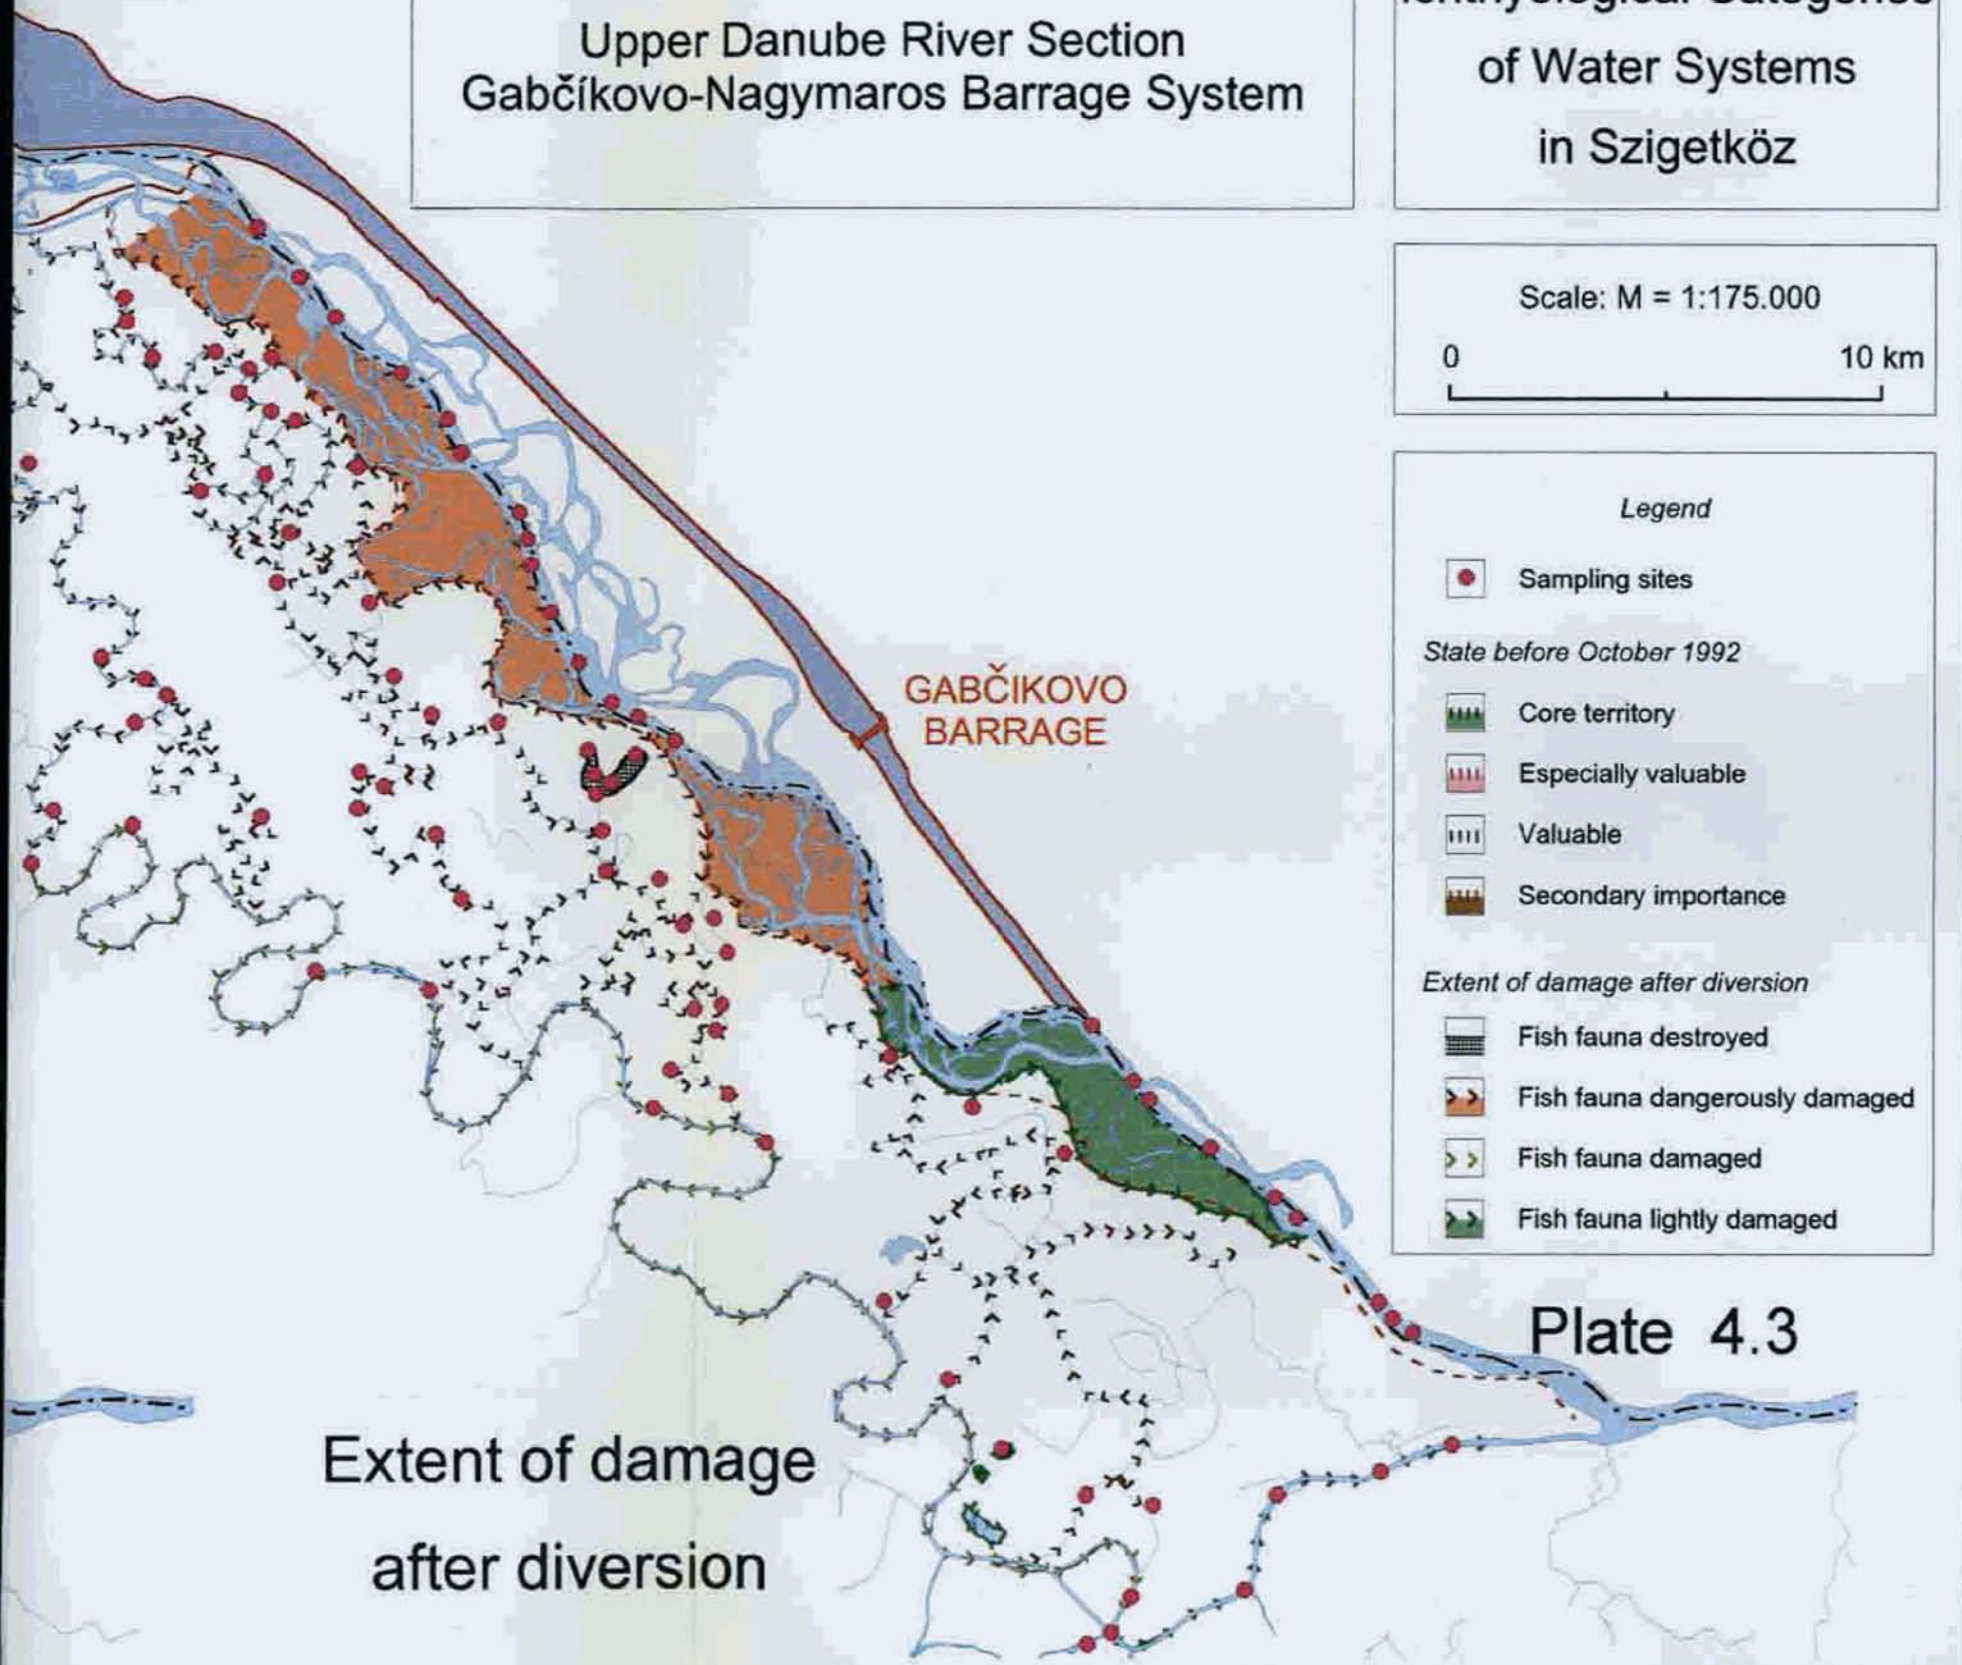 Upper Danube River Section
Gabčíkovo-Nagymaros Barrage System
of Water Systems
in Szigetköz
Scale: M = 1:175.000
0 10 km
Legend
Sampling sites
State before October 1992
Core territory
Especially valuable
Valuable
Secondary importance
Extent of damage after diversion
Fish fauna destroyed
Fish fauna dangerously damaged
Fish fauna damaged
Fish fauna lightly damaged
GABČIKOVO
BARRAGE
Plate 4.3
Extent of damage
after diversion